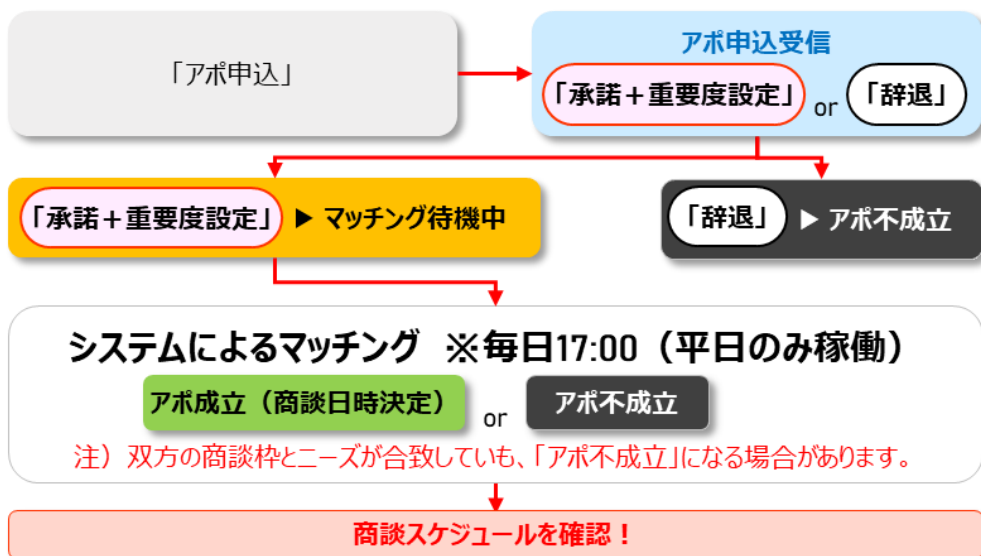 「アポ申込」
アポ申込受信
「承諾+重要度設定」 or 「辞退」
「承諾+重要度設定」 ▶ マッチング待機中
「辞退」 ▶ アポ不成立
システムによるマッチング ※毎日17:00(平日のみ稼働)
アポ成立(商談日時決定) or アポ不成立
注)双方の商談枠とニーズが合致していも、「アポ不成立」になる場合があります。
商談スケジュールを確認!